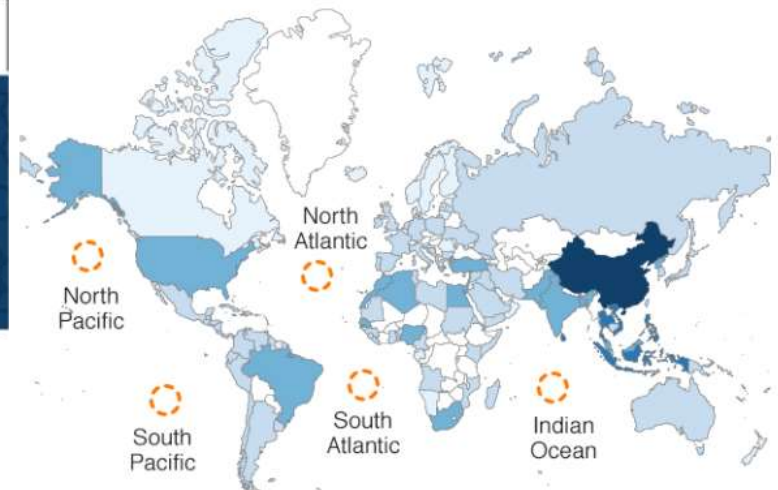 North
Atlantic
North
Pacific
South
Pacific
South
Atlantic
Indian
Ocean